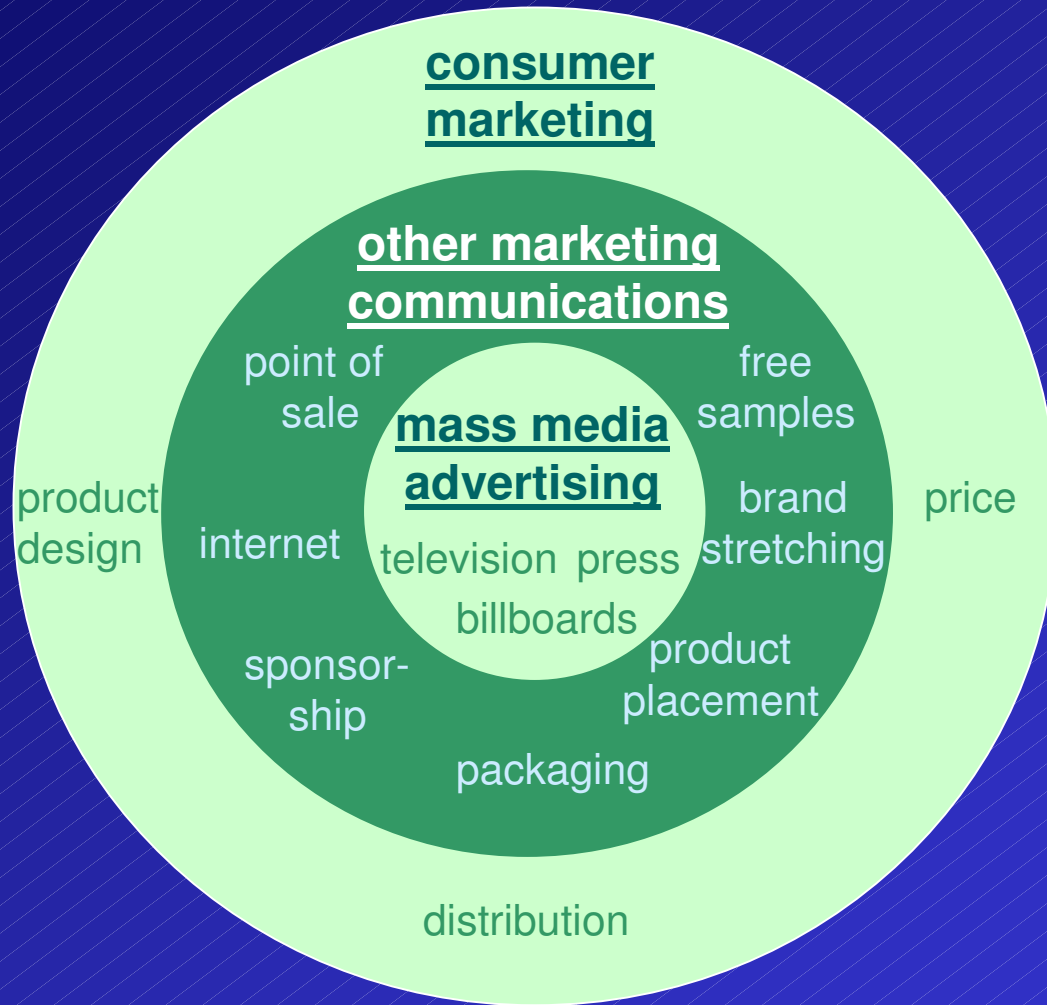 consumer
marketing
other marketing
communications
point of
sale
free
samples
mass media
advertising
product
design
internet
television press
billboards
brand
stretching
price
sponsor-
ship
product
placement
packaging
distribution